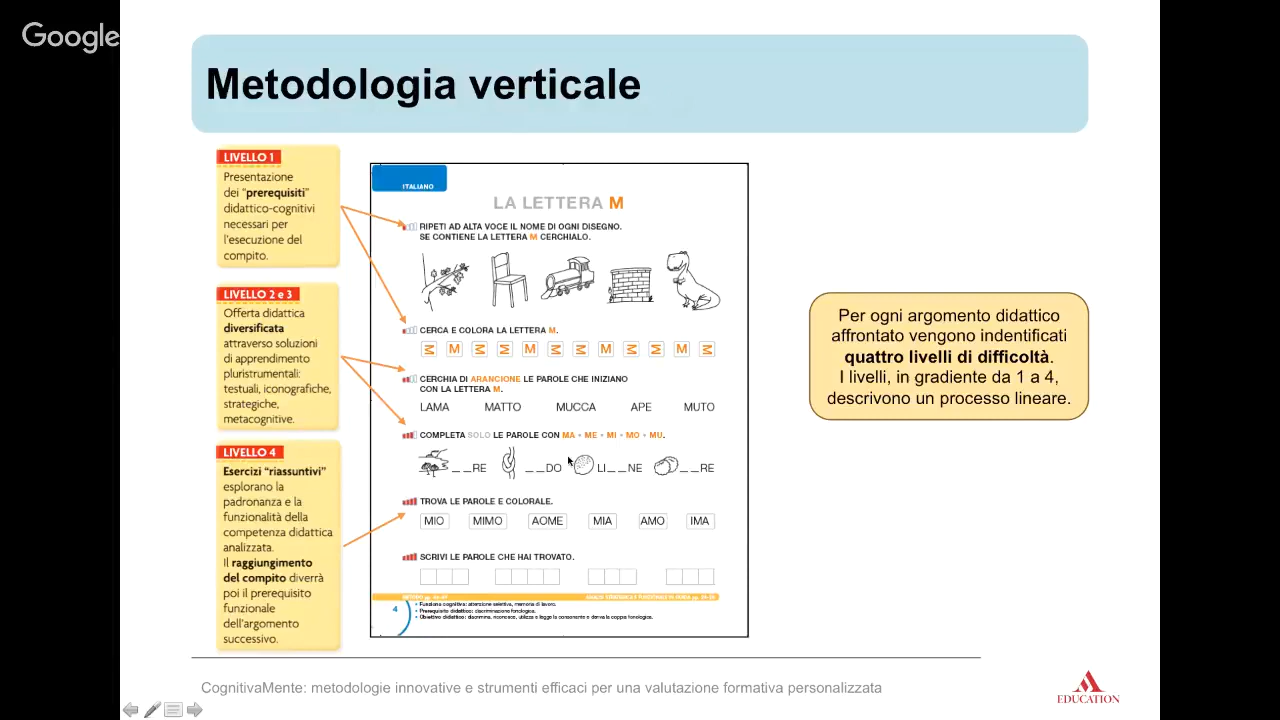 Google
Metodologia verticale
LIVELLO 1
Presentazione
dei "prerequisiti"
didattico-cognitivi
necessari per
l'esecuzione del
compito.
LIVELLO 2 e 3
Offerta didattica
diversificata
attraverso soluzioni
di apprendimento
pluristrumentali:
testuali, iconografiche,
strategiche,
metacognitive.
LIVELLO 4
Esercizi "riassuntivi"
esplorano la
padronanza e la
funzionalità della
competenza didattica
analizzata.
Il raggiungimento
del compito diverrà
poi il prerequisito
funzionale
dell'argomento
successivo.
ITALIANO
LA LETTERA M
RIPETI AD ALTA VOCE IL NOME DI OGNI DISEGNO.
SE CONTIENE LA LETTERA M CERCHIALO.
CERCA E COLORA LA LETTERA M.
CERCHIA DI ARANCIONE LE PAROLE CHE INIZIANO
CON LA LETTERA M.
LAMA MATTO MUCCA APE MUTO
COMPLETA SOLO LE PAROLE CON MA • ME • MI • MO • MU.
_ _RE _ _DO LI_ _NE _ _RE
TROVA LE PAROLE E COLORALE.
MIO MIMO AOME MIA AMO IMA
SCRIVI LE PAROLE CHE HAI TROVATO.
4
• Funzione cognitiva: attenzione selettiva, memoria di lavoro.
• Prerequisito didattico: discriminazione fonologica.
• Obiettivo didattico: discrimina, riconosce, utilizza e legge la consonante e denva la coppia fonologica.
Per ogni argomento didattico
affrontato vengono indentificati
quattro livelli di difficoltà.
I livelli, in gradiente da 1 a 4,
descrivono un processo lineare.
CognitivaMente: metodologie innovative e strumenti efficaci per una valutazione formativa personalizzata
EDUCATION